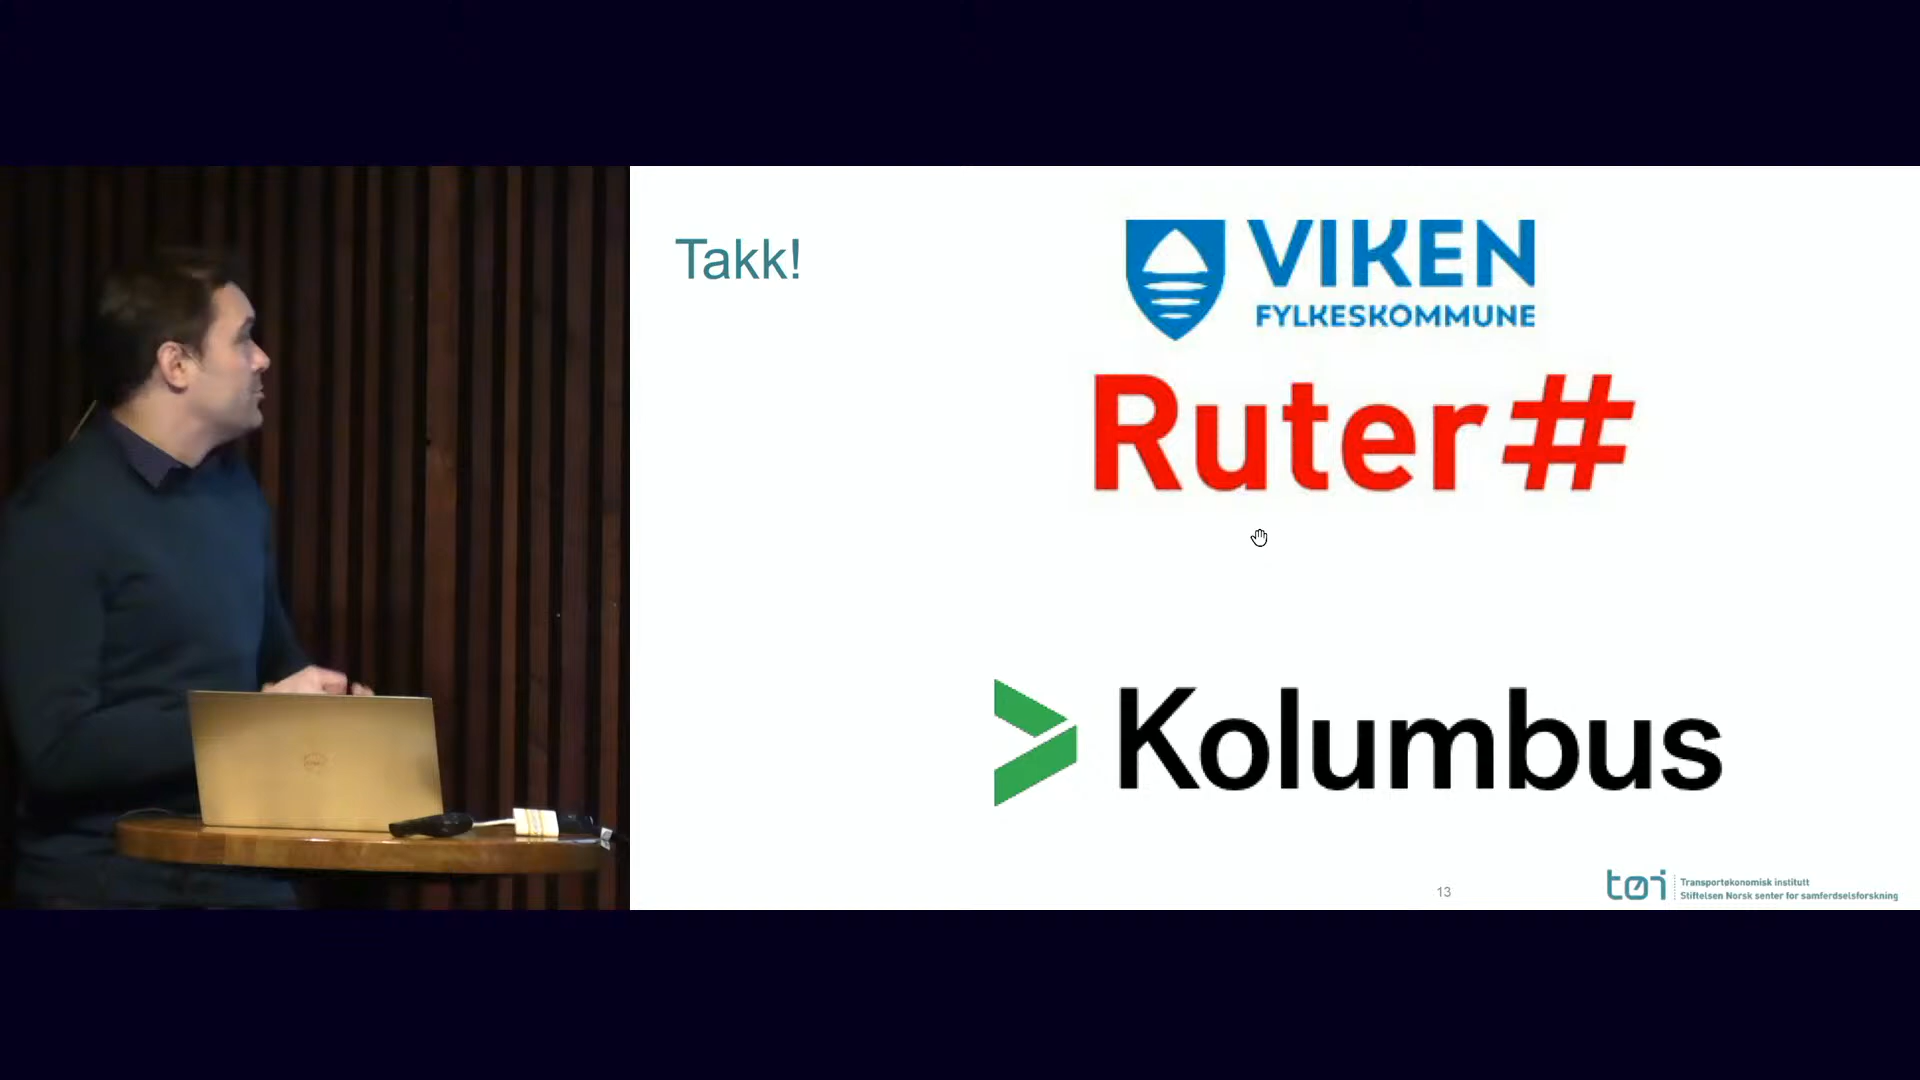 Takk!
VIKEN
FYLKESKOMMUNE
Ruter#
Kolumbus
13
tøi
Transportøkonomisk institutt
Stiftelsen Norsk senter for samferdselsforskning